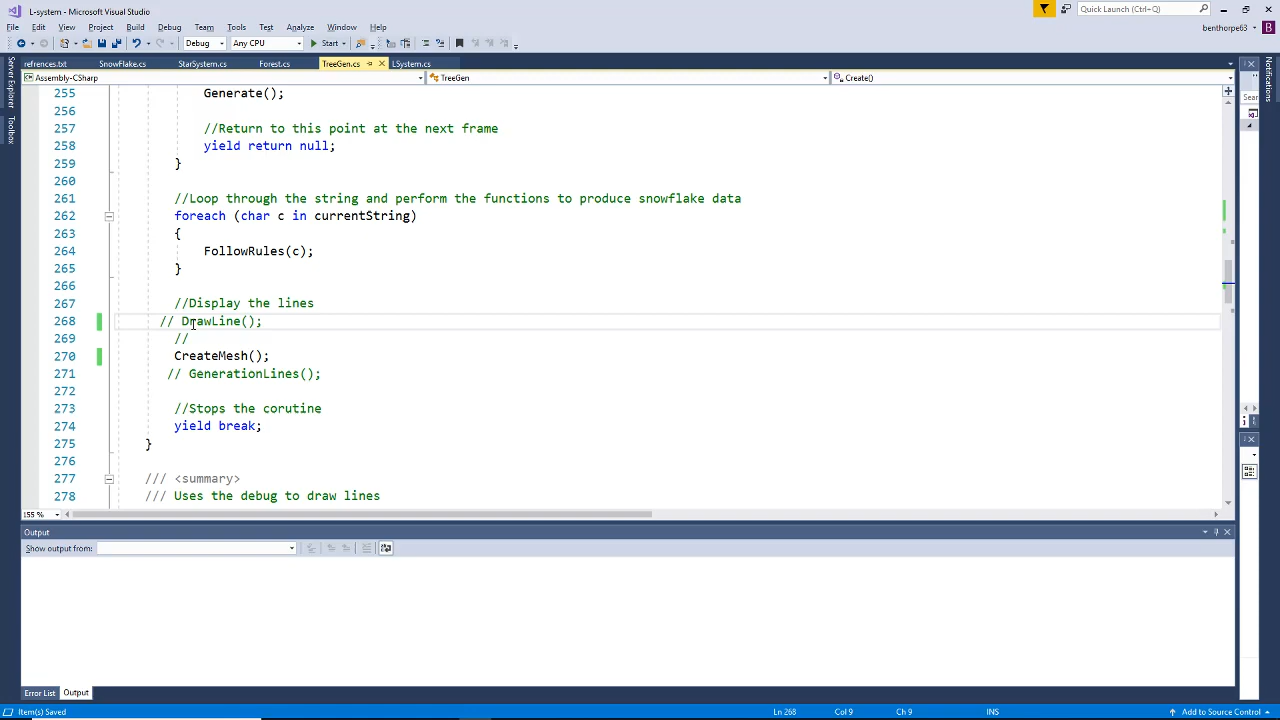 L-system - Microsoft Visual Studio
Quick Launch (Ctrl+Q)
File Edit View Project Build Debug Team Tools Test Analyze Window Help
benthorpe63 B
Debug Any CPU Start
refrences.txt SnowFlake.cs StarSystem.cs Forest.cs TreeGen.cs LSystem.cs
Assembly-CSharp TreeGen Create()
Server Explorer
Toolbox
Notifications
Sear
255 Generate();
256
257 //Return to this point at the next frame
258 yield return null;
259 }
260
261 //Loop through the string and perform the functions to produce snowflake data
262 foreach (char c in currentString)
263 {
264 FollowRules(c);
265 }
266
267 //Display the lines
268 // DrawLine();
269 //
270 CreateMesh();
271 // GenerationLines();
272
273 //Stops the corutine
274 yield break;
275 }
276
277 /// <summary>
278 /// Uses the debug to draw lines
155 %
Output
Show output from:
Error List Output
Item(s) Saved Ln 268 Col 9 Ch 9 INS Add to Source Control